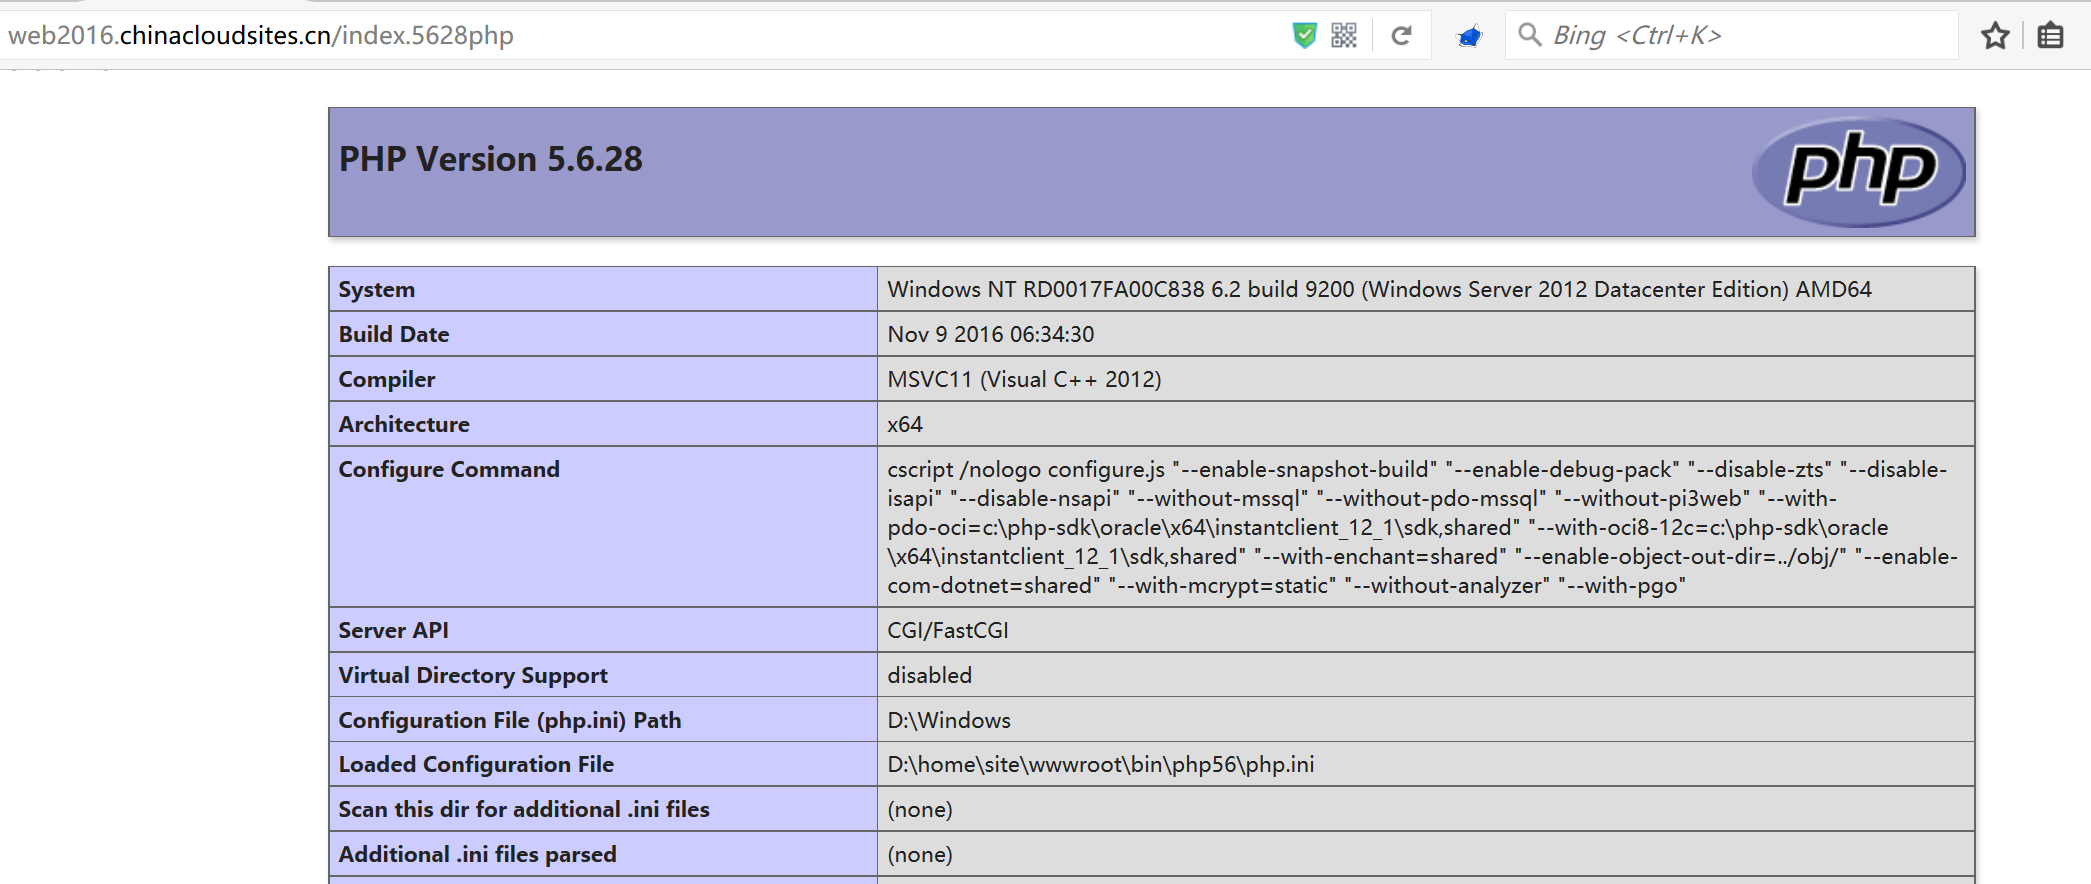 web2016.chinacloudsites.cn/index.5628php
Bing <Ctrl+K>
PHP Version 5.6.28
php
System Windows NT RD0017FA00C838 6.2 build 9200 (Windows Server 2012 Datacenter Edition) AMD64
Build Date Nov 9 2016 06:34:30
Compiler MSVC11 (Visual C++ 2012)
Architecture x64
Configure Command cscript /nologo configure.js "--enable-snapshot-build" "--enable-debug-pack" "--disable-zts" "--disable-
isapi" "--disable-nsapi" "--without-mssql" "--without-pdo-mssql" "--without-pi3web" "--with-
pdo-oci=c:\php-sdk\oracle\x64\instantclient_12_1\sdk,shared" "--with-oci8-12c=c:\php-sdk\oracle
\x64\instantclient_12_1\sdk,shared" "--with-enchant=shared" "--enable-object-out-dir=../obj/" "--enable-
com-dotnet=shared" "--with-mcrypt=static" "--without-analyzer" "--with-pgo"
Server API CGI/FastCGI
Virtual Directory Support disabled
Configuration File (php.ini) Path D:\Windows
Loaded Configuration File D:\home\site\wwwroot\bin\php56\php.ini
Scan this dir for additional .ini files (none)
Additional .ini files parsed (none)